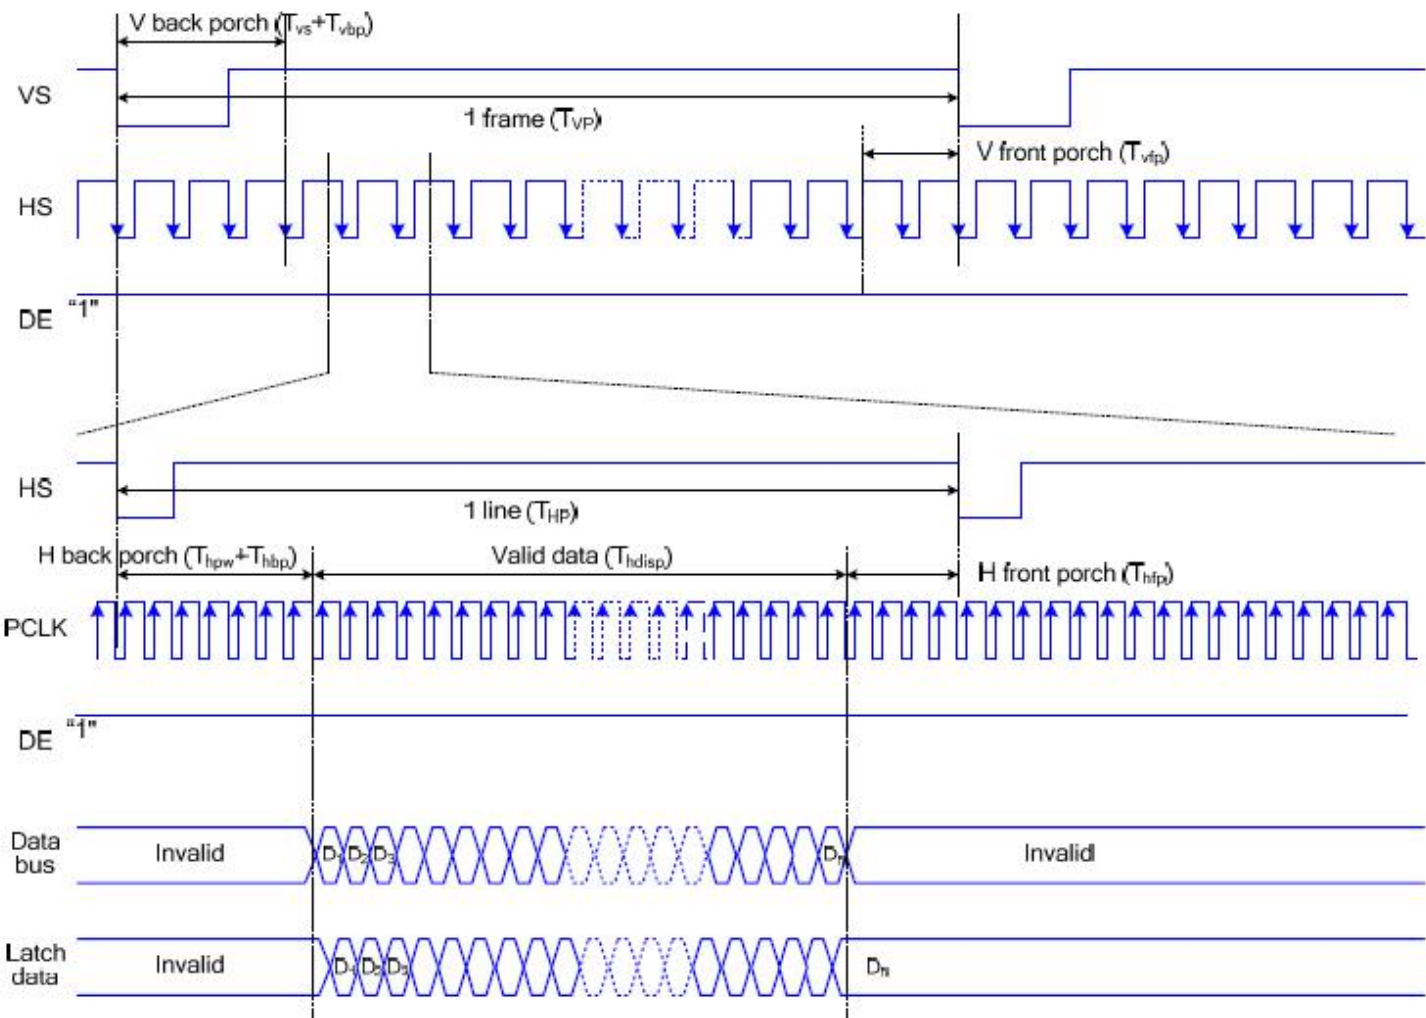 V back porch (Tvs+Tvbp)
VS
1 frame (TVP)
V front porch (Tvfp)
HS
DE "1"
HS
1 line (THP)
H back porch (Thpw+Thbp)
Valid data (Thdisp)
H front porch (Thfp)
PCLK
DE "1"
Data
bus
Invalid
D1 D2 D3
Dn
Invalid
Latch
data
Invalid
D1 D2 D3
Dn